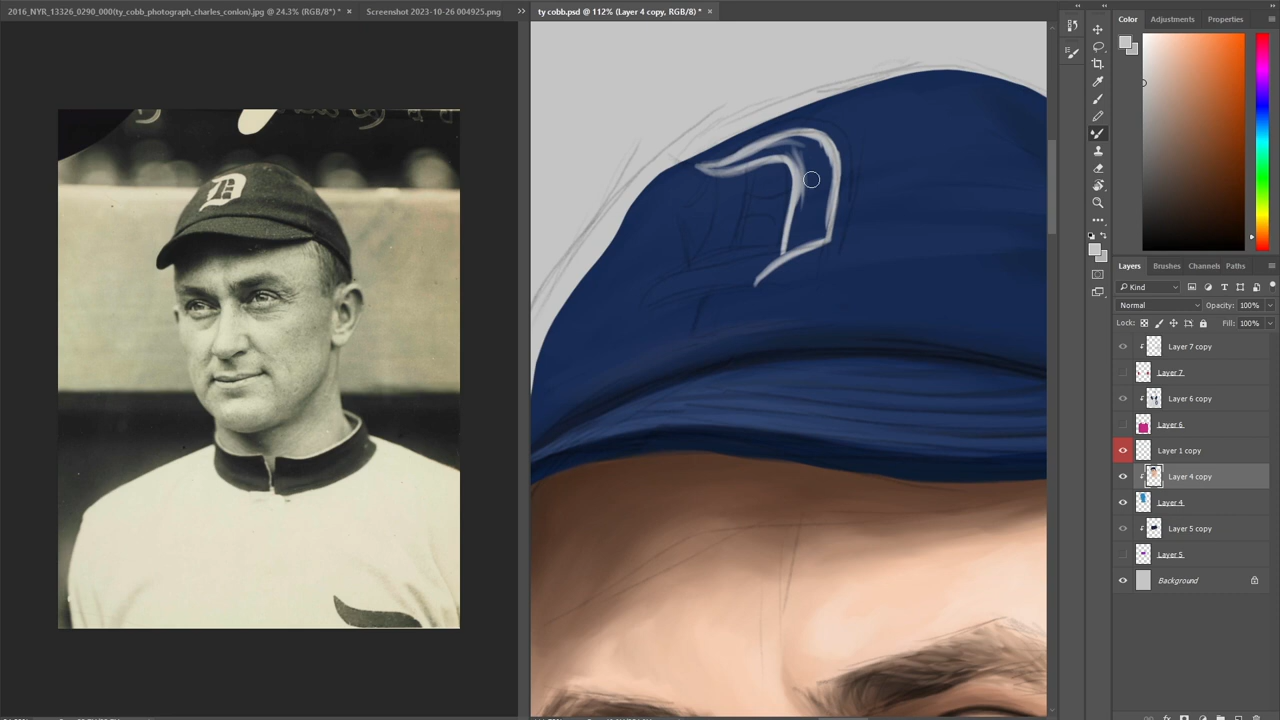 2016_NYR_13326_0290_000(ty_cobb_photograph_charles_conlon).jpg @ 24.3% (RGB/8*) * ×
Screenshot 2023-10-26 004925.png
ty cobb.psd @ 112% (Layer 4 copy, RGB/8) * ×
Color Adjustments Properties
Layers Brushes Channels Paths
Kind
Normal Opacity: 100%
Lock: Fill: 100%
Layer 7 copy
Layer 7
Layer 6 copy
Layer 6
Layer 1 copy
Layer 4 copy
Layer 4
Layer 5 copy
Layer 5
Background
D